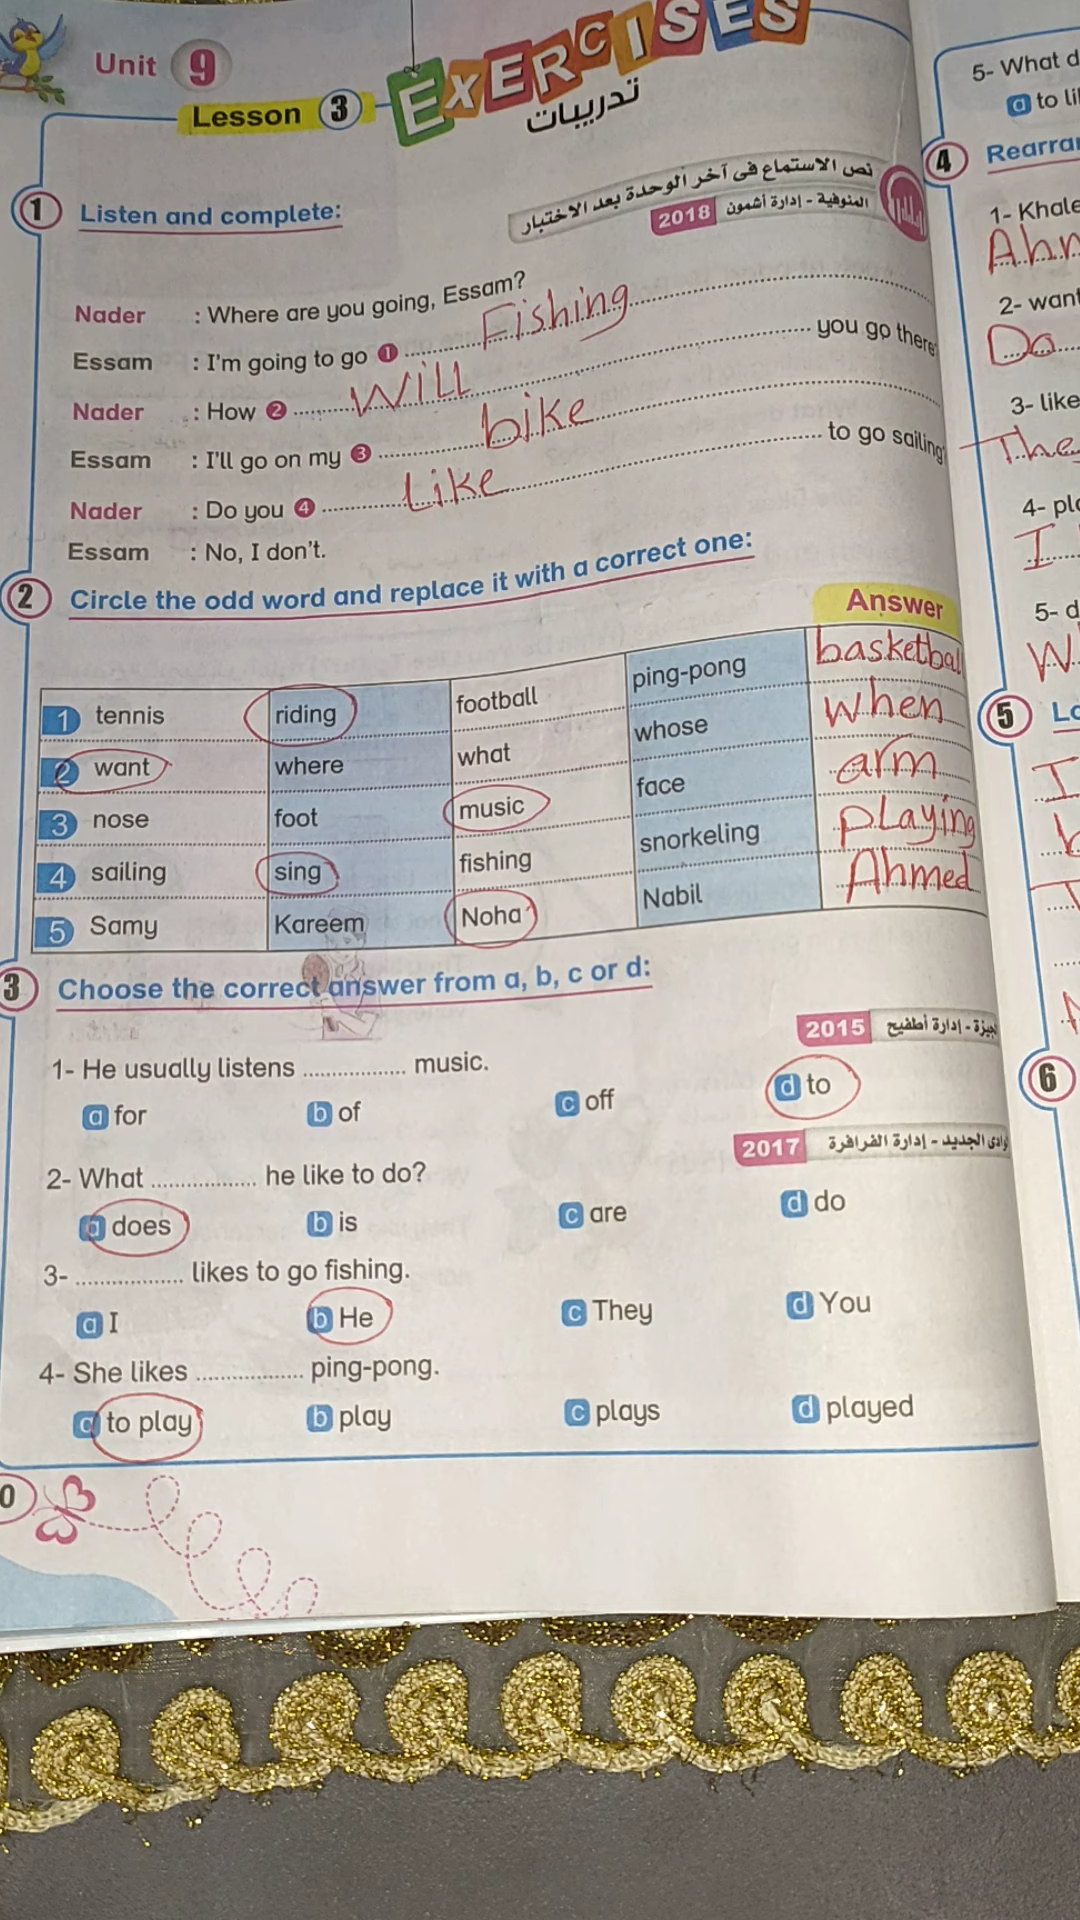 Unit 9
Lesson 3
EXERCISES
تدريبات
1 Listen and complete:
نص الاستماع فى آخر الوحدة بعد الاختبار
2018 المنوفية - إدارة أشمون
Nader : Where are you going, Essam?
Essam : I'm going to go 1 Fishing
Nader : How 2 will you go there
Essam : I'll go on my 3 bike
Nader : Do you 4 Like to go sailing
Essam : No, I don't.
2 Circle the odd word and replace it with a correct one:
Answer
1 tennis riding football ping-pong basketball
2 want where what whose when
3 nose foot music face arm
4 sailing sing fishing snorkeling playing
5 Samy Kareem Noha Nabil Ahmed
3 Choose the correct answer from a, b, c or d:
2015 الجيزة - إدارة أطفيح
1- He usually listens ................. music.
a for b of c off d to
2017 الوادى الجديد - إدارة الفرافرة
2- What ................. he like to do?
a does b is c are d do
3- ................. likes to go fishing.
a I b He c They d You
4- She likes ................. ping-pong.
a to play b play c plays d played
0
5- What d
a to li
4 Rearra
1- Khale
Ah
2- want
Do
3- like
The
4- pl
I
5- d
W
5 Lo
I
6